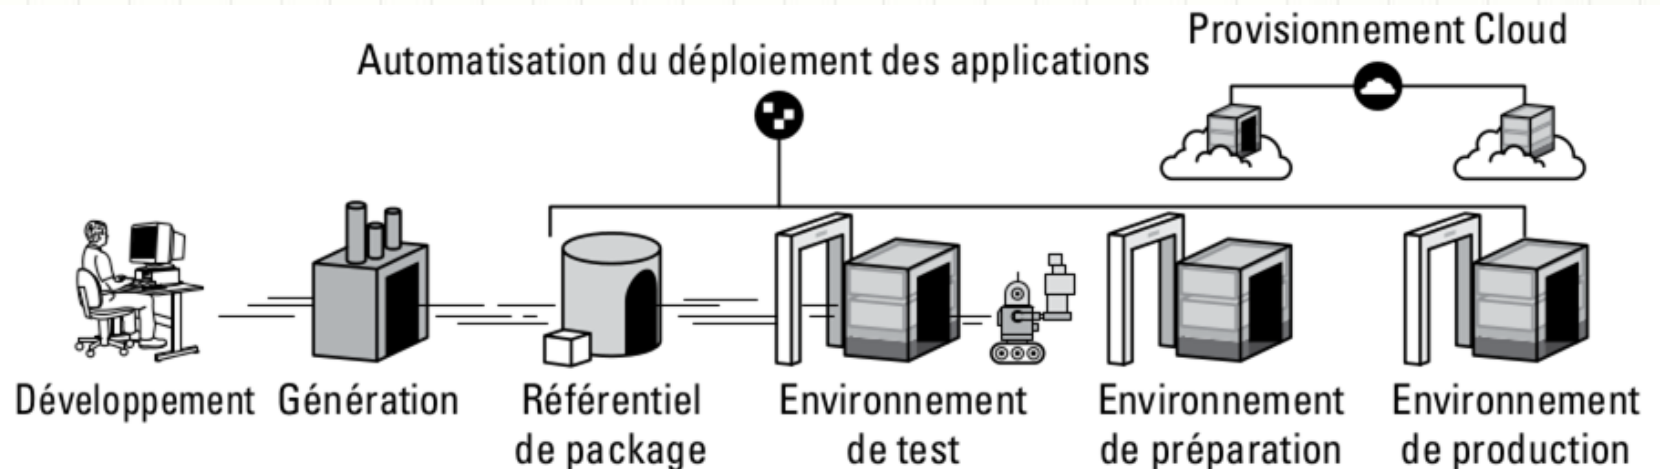 Provisionnement Cloud
Automatisation du déploiement des applications
Développement
Génération
Référentiel
de package
Environnement
de test
Environnement
de préparation
Environnement
de production